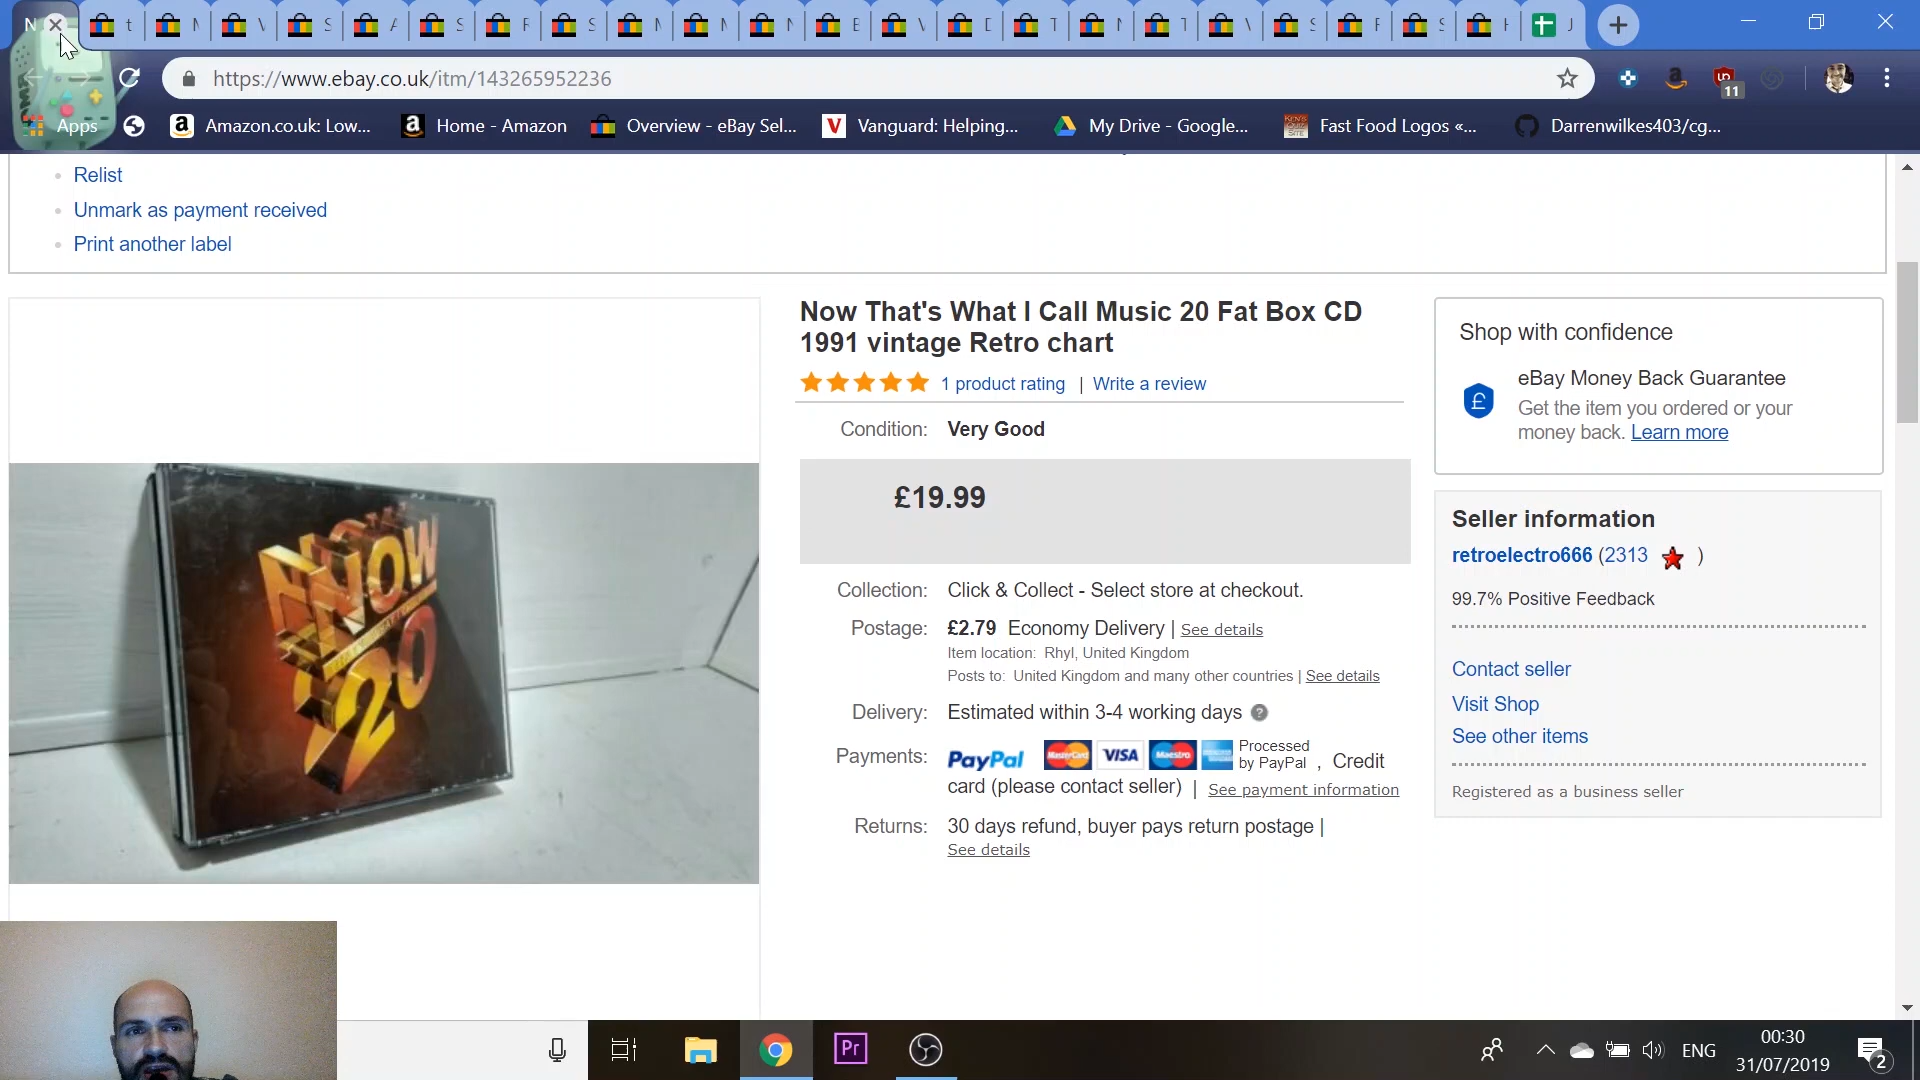 N
t
https://www.ebay.co.uk/itm/143265952236
11
Apps
Amazon.co.uk: Low...
Home - Amazon
Overview - eBay Sel...
Vanguard: Helping...
My Drive - Google...
Fast Food Logos «...
Darrenwilkes403/cg...
Relist
Unmark as payment received
Print another label
Now That's What I Call Music 20 Fat Box CD
1991 vintage Retro chart
1 product rating | Write a review
Condition: Very Good
£19.99
Collection: Click & Collect - Select store at checkout.
Postage: £2.79 Economy Delivery | See details
Item location: Rhyl, United Kingdom
Posts to: United Kingdom and many other countries | See details
Delivery: Estimated within 3-4 working days
Payments: PayPal MasterCard VISA Maestro Processed by PayPal , Credit
card (please contact seller) | See payment information
Returns: 30 days refund, buyer pays return postage |
See details
Shop with confidence
eBay Money Back Guarantee
Get the item you ordered or your
money back. Learn more
Seller information
retroelectro666 (2313 )
99.7% Positive Feedback
Contact seller
Visit Shop
See other items
Registered as a business seller
NOW
20
Pr
ENG
00:30
31/07/2019
2